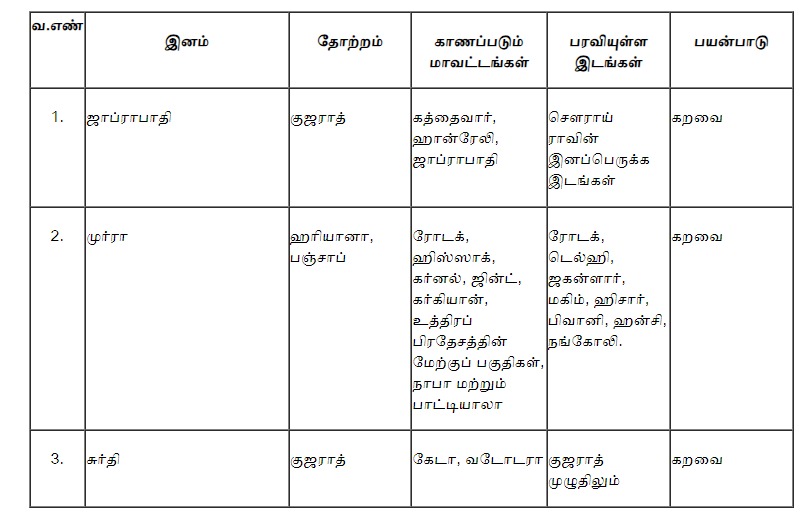 வ.எண்
இனம்
தோற்றம்
காணப்படும்
மாவட்டங்கள்
பரவியுள்ள
இடங்கள்
பயன்பாடு
1.
ஜாப்ராபாதி
குஜராத்
கத்தைவார்,
ஹான்ரேலி,
ஜாப்ராபாதி
சௌராய்
ராவின்
இனப்பெருக்க
இடங்கள்
கறவை
2.
முர்ரா
ஹரியானா,
பஞ்சாப்
ரோடக்,
ஹிஸ்ஸாக்,
கர்னல், ஜின்ட்,
கர்கியான்,
உத்திரப்
பிரதேசத்தின்
மேற்குப் பகுதிகள்,
நாபா மற்றும்
பாட்டியாலா
ரோடக்,
டெல்ஹி,
ஜகன்ளார்,
மகிம், ஹிசார்,
பிவானி, ஹன்சி,
நங்கோலி.
கறவை
3.
சுர்தி
குஜராத்
கேடா, வடோடரா
குஜராத்
முழுதிலும்
கறவை